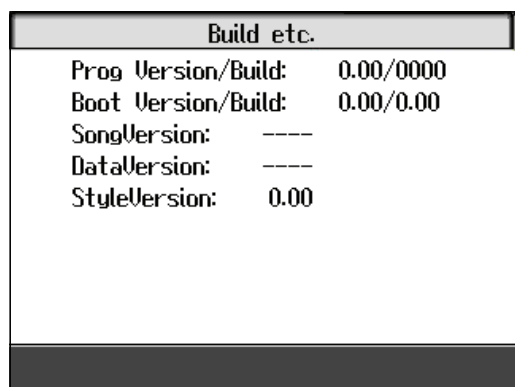 Build etc.
Prog Version/Build: 0.00/0000
Boot Version/Build: 0.00/0.00
SongVersion: ----
DataVersion: ----
StyleVersion: 0.00